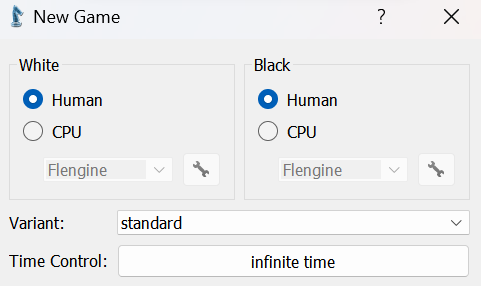 New Game
White Black
Human Human
CPU CPU
Flengine Flengine
Variant: standard
Time Control: infinite time